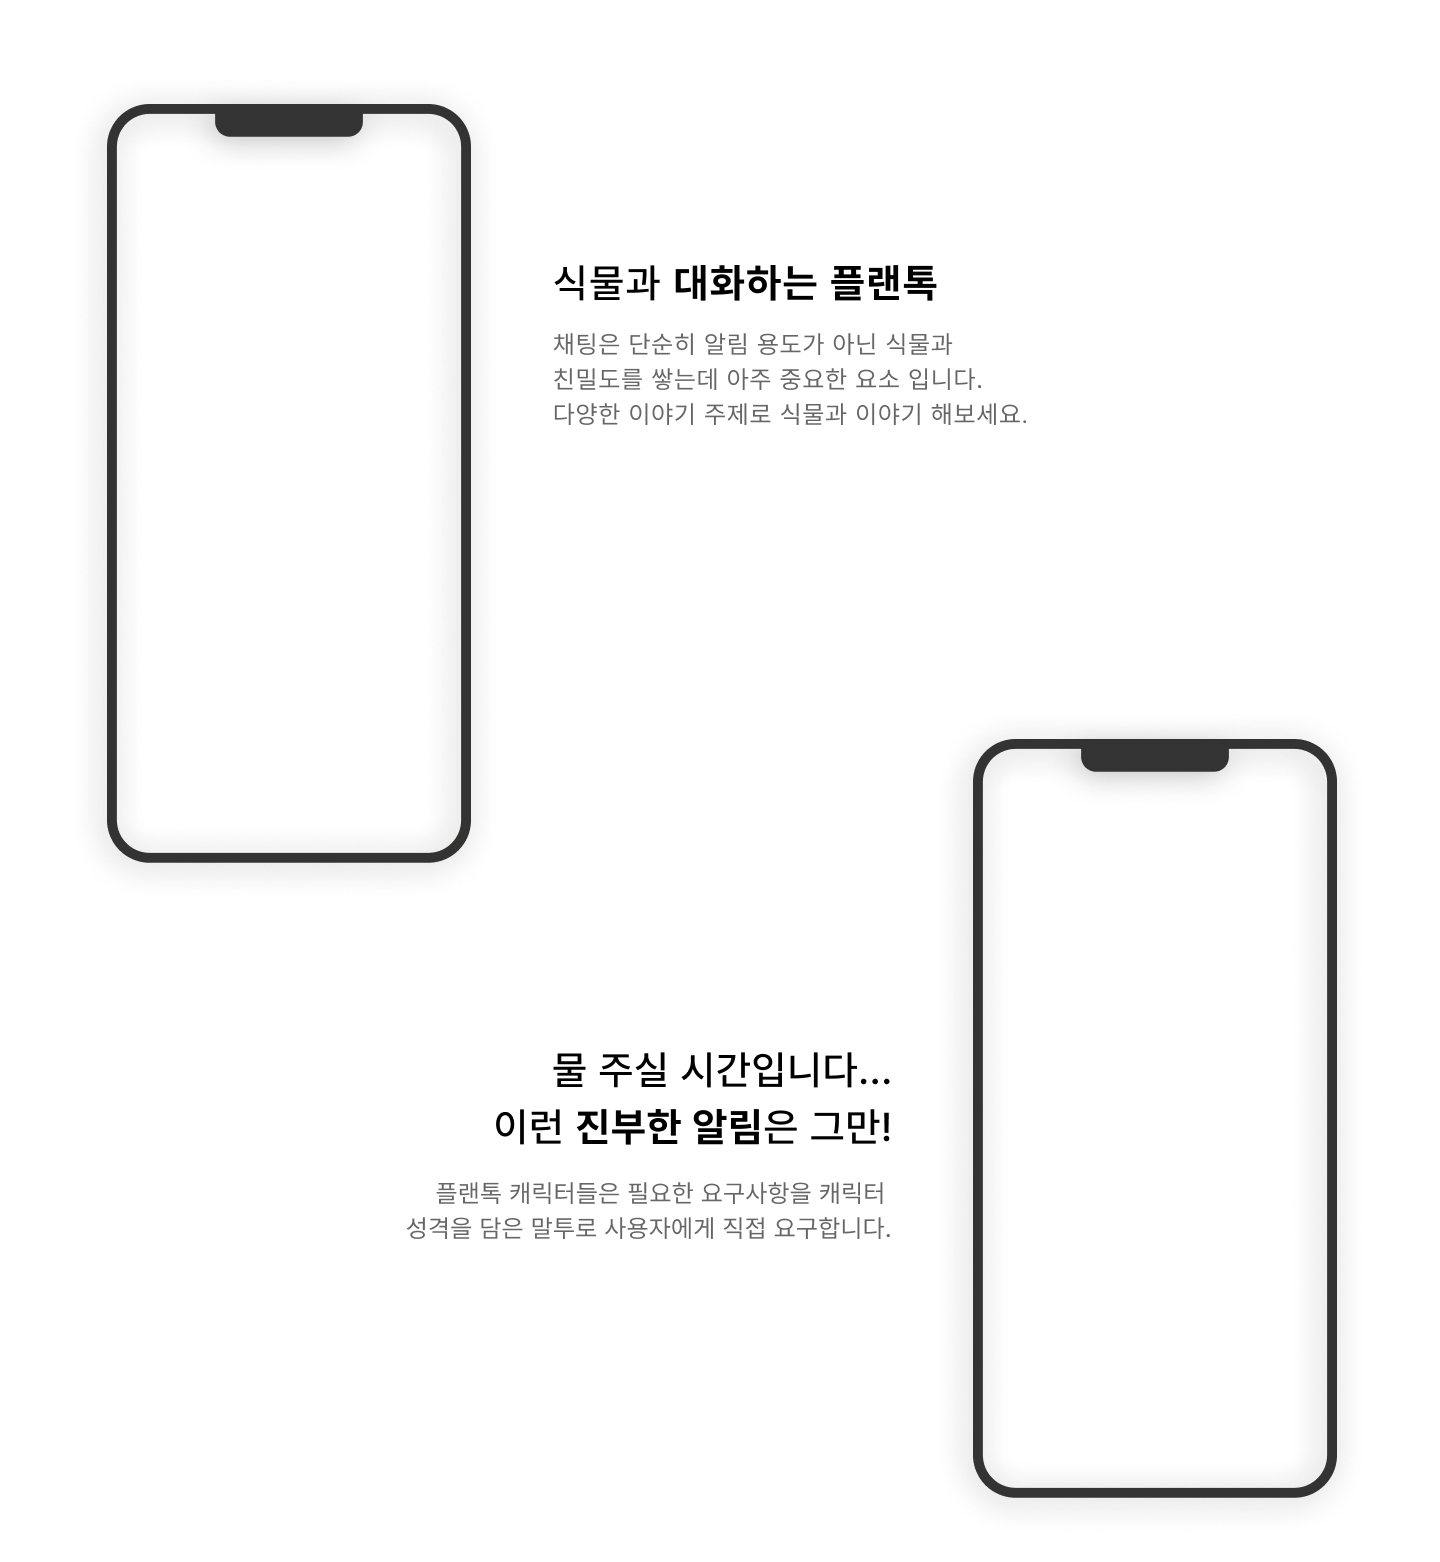 식물과 대화하는 플랜톡
채팅은 단순히 알림 용도가 아닌 식물과
친밀도를 쌓는데 아주 중요한 요소 입니다.
다양한 이야기 주제로 식물과 이야기 해보세요.
물 주실 시간입니다...
이런 진부한 알림은 그만!
플랜톡 캐릭터들은 필요한 요구사항을 캐릭터
성격을 담은 말투로 사용자에게 직접 요구합니다.